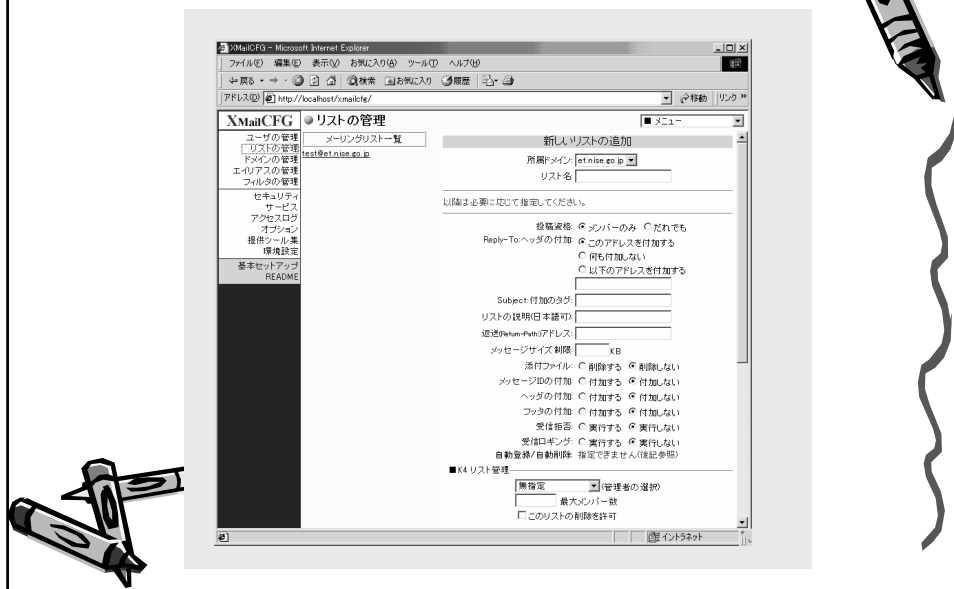 XMailCFG - Microsoft Internet Explorer
ファイル(F) 編集(E) 表示(V) お気に入り(A) ツール(T) ヘルプ(H)
戻る 検索 お気に入り 履歴
アドレス(D) http://localhost/xmailcfg/ 移動 リンク »
XMailCFG
ユーザの管理
リストの管理
ドメインの管理
エイリアスの管理
フィルタの管理
セキュリティ
サービス
アクセスログ
オプション
提供ツール集
環境設定
基本セットアップ
README
リストの管理
■ メニュー
メーリングリスト一覧
test@et.nise.go.jp
新しいリストの追加
所属ドメイン: et.nise.go.jp
リスト名:
以降は必要に応じて指定してください。
投稿資格: メンバーのみ だれでも
Reply-To:ヘッダの付加: このアドレスを付加する
何も付加しない
以下のアドレスを付加する
Subject:付加のタグ:
リストの説明(日本語可):
返送(Return-Path:)アドレス:
メッセージサイズ制限: KB
添付ファイル: 削除する 削除しない
メッセージIDの付加: 付加する 付加しない
ヘッダの付加: 付加する 付加しない
フッタの付加: 付加する 付加しない
受信拒否: 実行する 実行しない
受信ロギング: 実行する 実行しない
自動登録/自動削除: 指定できません(後記参照)
■K4 リスト管理
無指定 (管理者の選択)
最大メンバー数
このリストの削除を許可
イントラネット